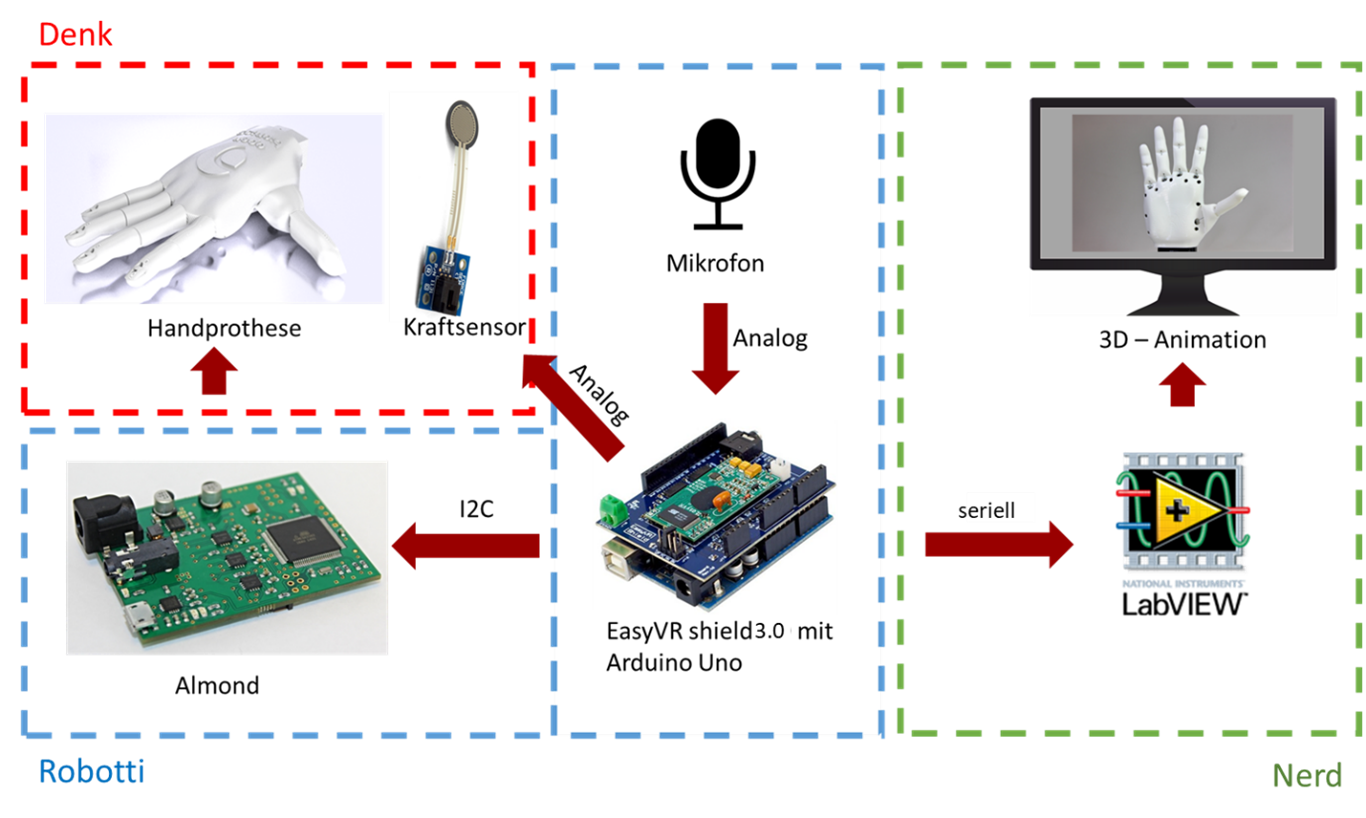 Denk
Handprothese
Kraftsensor
Mikrofon
Analog
Analog
3D – Animation
I2C
Almond
EasyVR shield 3.0 mit
Arduino Uno
seriell
NATIONAL INSTRUMENTS
LabVIEW™
Robotti
Nerd